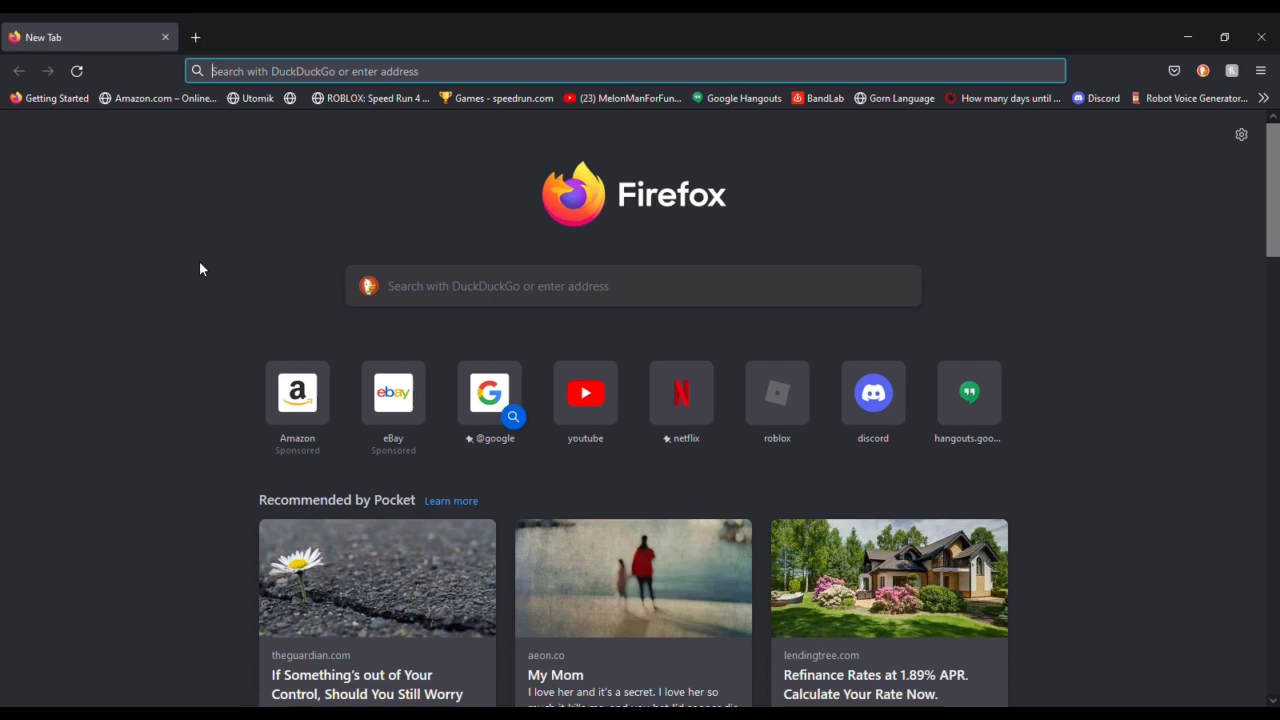 New Tab
Search with DuckDuckGo or enter address
Getting Started Amazon.com – Online... Utomik ROBLOX: Speed Run 4 ... Games - speedrun.com (23) MelonManForFun... Google Hangouts BandLab Gorn Language How many days until ... Discord Robot Voice Generator...
Firefox
Search with DuckDuckGo or enter address
Amazon eBay @google youtube netflix roblox discord hangouts.goo...
Sponsored Sponsored
Recommended by Pocket Learn more
theguardian.com
If Something's out of Your
Control, Should You Still Worry
aeon.co
My Mom
I love her and it's a secret. I love her so
lendingtree.com
Refinance Rates at 1.89% APR.
Calculate Your Rate Now.